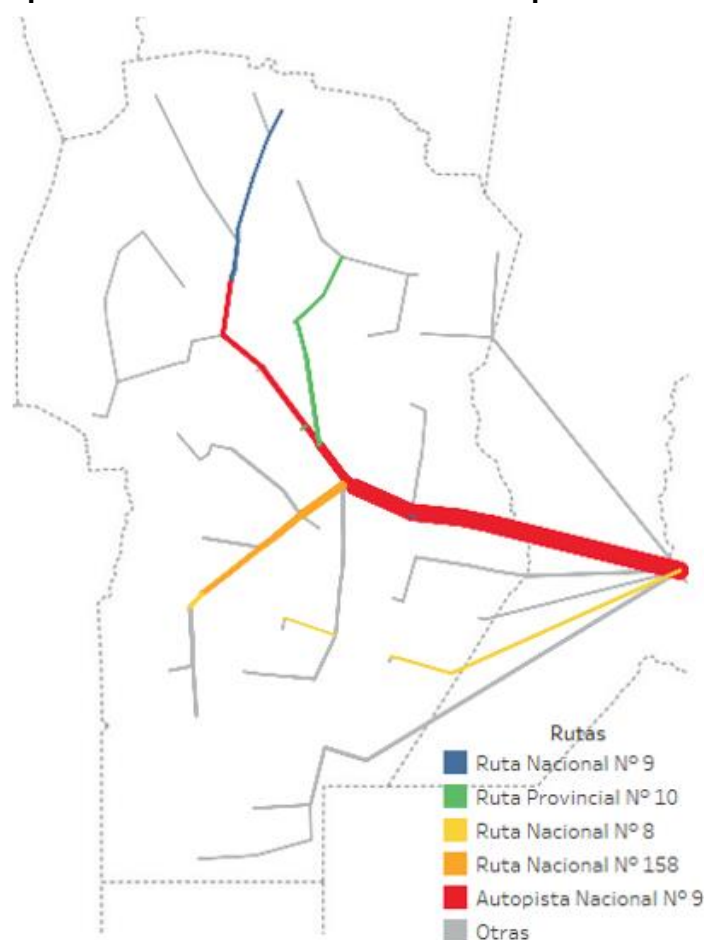 Rutas
Ruta Nacional Nº 9
Ruta Provincial Nº 10
Ruta Nacional Nº 8
Ruta Nacional Nº 158
Autopista Nacional Nº 9
Otras